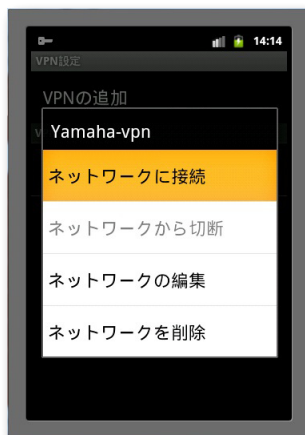 14:14
VPN設定
VPNの追加
Yamaha-vpn
ネットワークに接続
ネットワークから切断
ネットワークの編集
ネットワークを削除